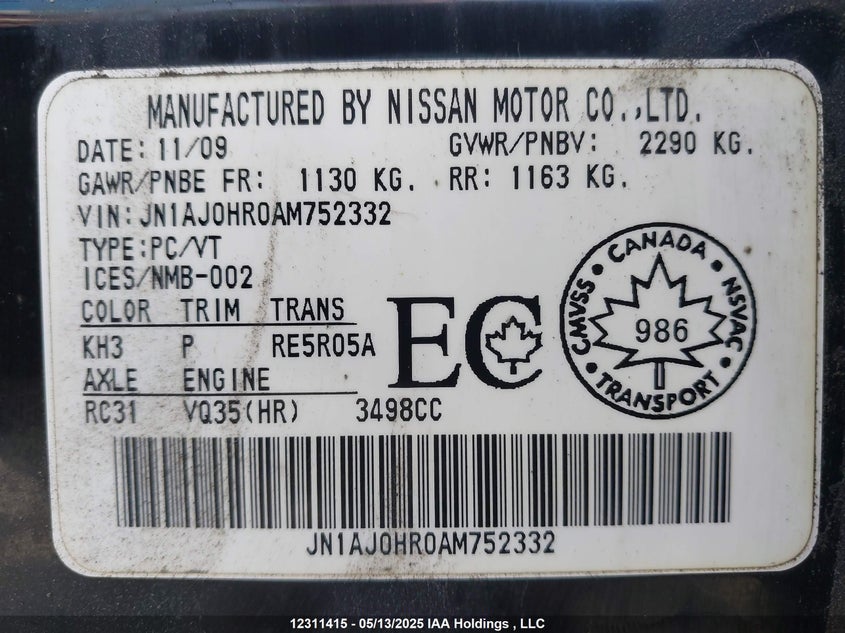 MANUFACTURED BY NISSAN MOTOR CO.,LTD.
DATE: 11/09 GVWR/PNBV: 2290 KG.
GAWR/PNBE FR: 1130 KG. RR: 1163 KG.
VIN: JN1AJ0HR0AM752332
TYPE:PC/VT
ICES/NMB-002
COLOR TRIM TRANS
KH3 P RE5R05A
AXLE ENGINE
RC31 VQ35(HR) 3498CC
EC
CANADA
CMVSS
NSVAC
986
TRANSPORT
JN1AJ0HR0AM752332
12311415 - 05/13/2025 IAA Holdings , LLC